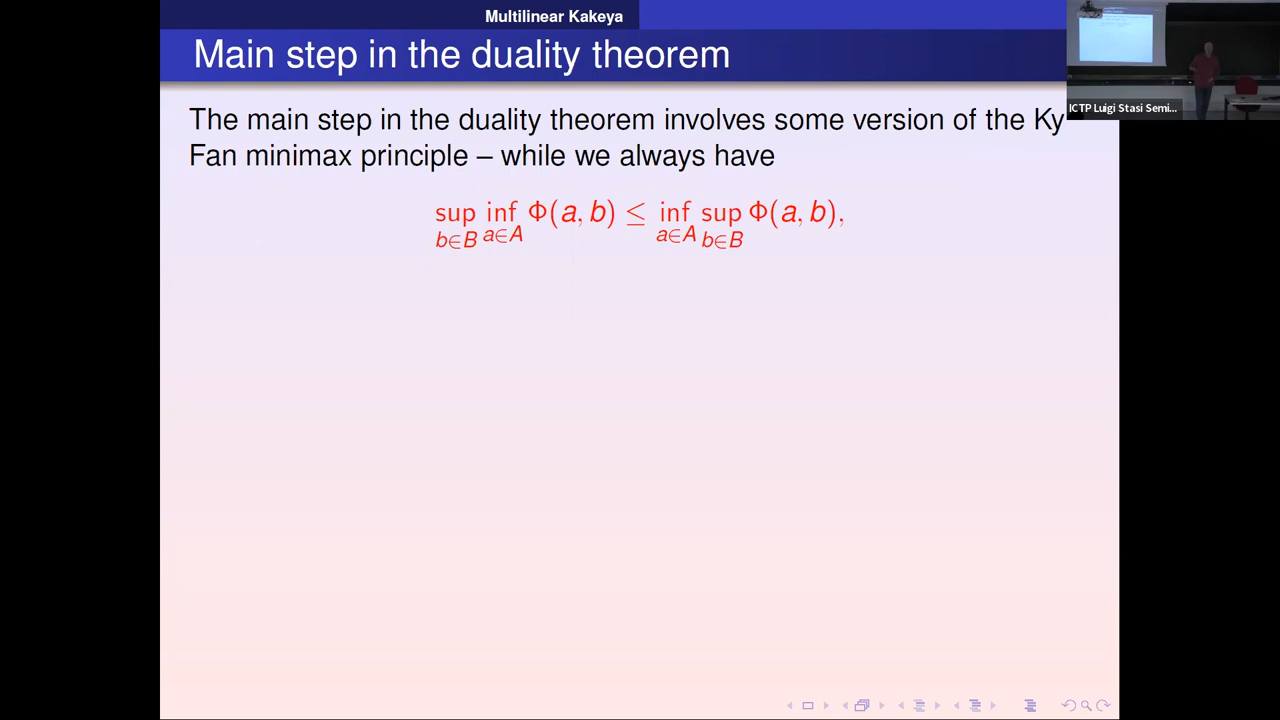 Multilinear Kakeya
Main step in the duality theorem
The main step in the duality theorem involves some version of the Ky
Fan minimax principle – while we always have
sup inf Φ(a, b) ≤ inf sup Φ(a, b),
b∈B a∈A a∈A b∈B
ICTP Luigi Stasi Semi...